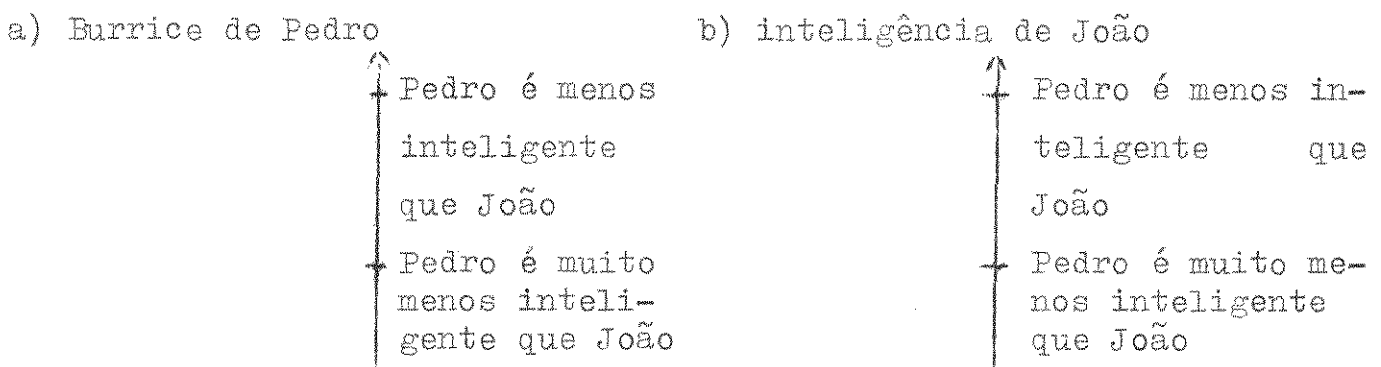 a) Burrice de Pedro
Pedro é menos
inteligente
que João
Pedro é muito
menos inteli-
gente que João
b) inteligência de João
Pedro é menos in-
teligente que
João
Pedro é muito me-
nos inteligente
que João